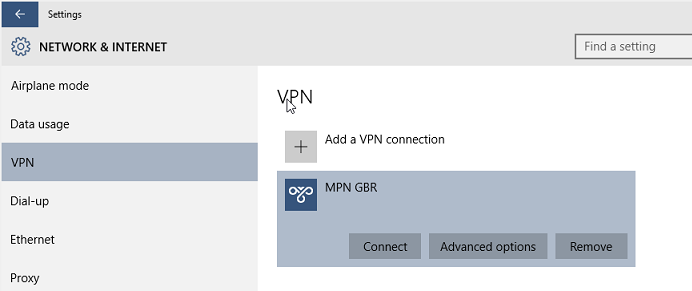 Settings
NETWORK & INTERNET
Find a setting
Airplane mode
Data usage
VPN
Dial-up
Ethernet
Proxy
VPN
Add a VPN connection
MPN GBR
Connect Advanced options Remove